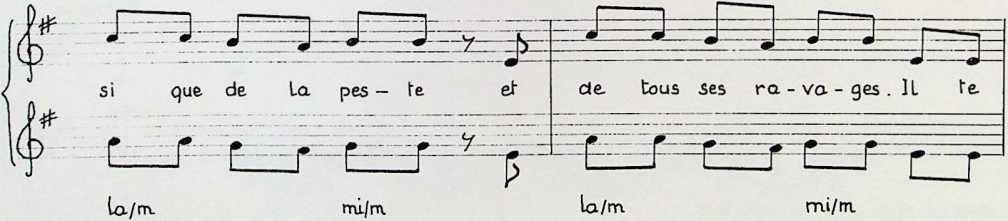 si que de la pes - te et de tous ses ra - va - ges. Il te
la/m mi/m la/m mi/m